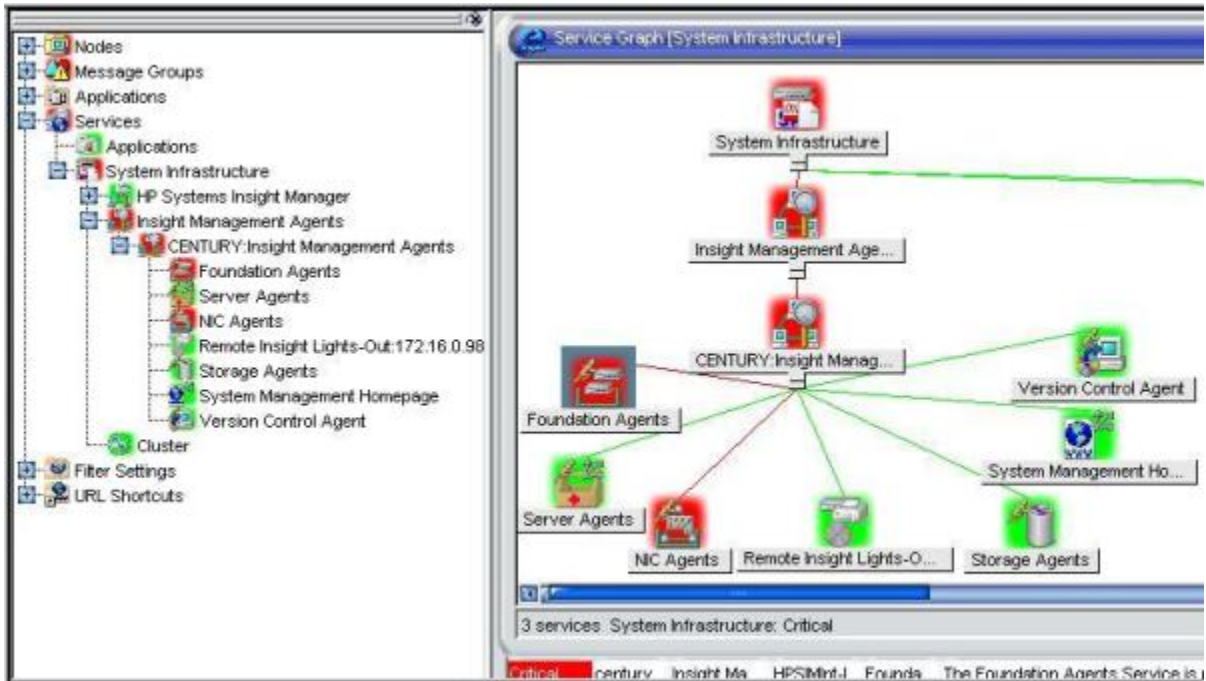 Nodes
Message Groups
Applications
Services
Applications
System Infrastructure
HP Systems Insight Manager
Insight Management Agents
CENTURY:Insight Management Agents
Foundation Agents
Server Agents
NIC Agents
Remote Insight Lights-Out:172.16.0.98
Storage Agents
System Management Homepage
Version Control Agent
Cluster
Filter Settings
URL Shortcuts
Service Graph [System Infrastructure]
System Infrastructure
Insight Management Age...
CENTURY:Insight Manag...
Version Control Agent
Foundation Agents
System Management Ho...
Server Agents
NIC Agents
Remote Insight Lights-O...
Storage Agents
3 services System Infrastructure: Critical
Critical century Insight Ma HPSIMInt-I Founda The Foundation Agents Service is